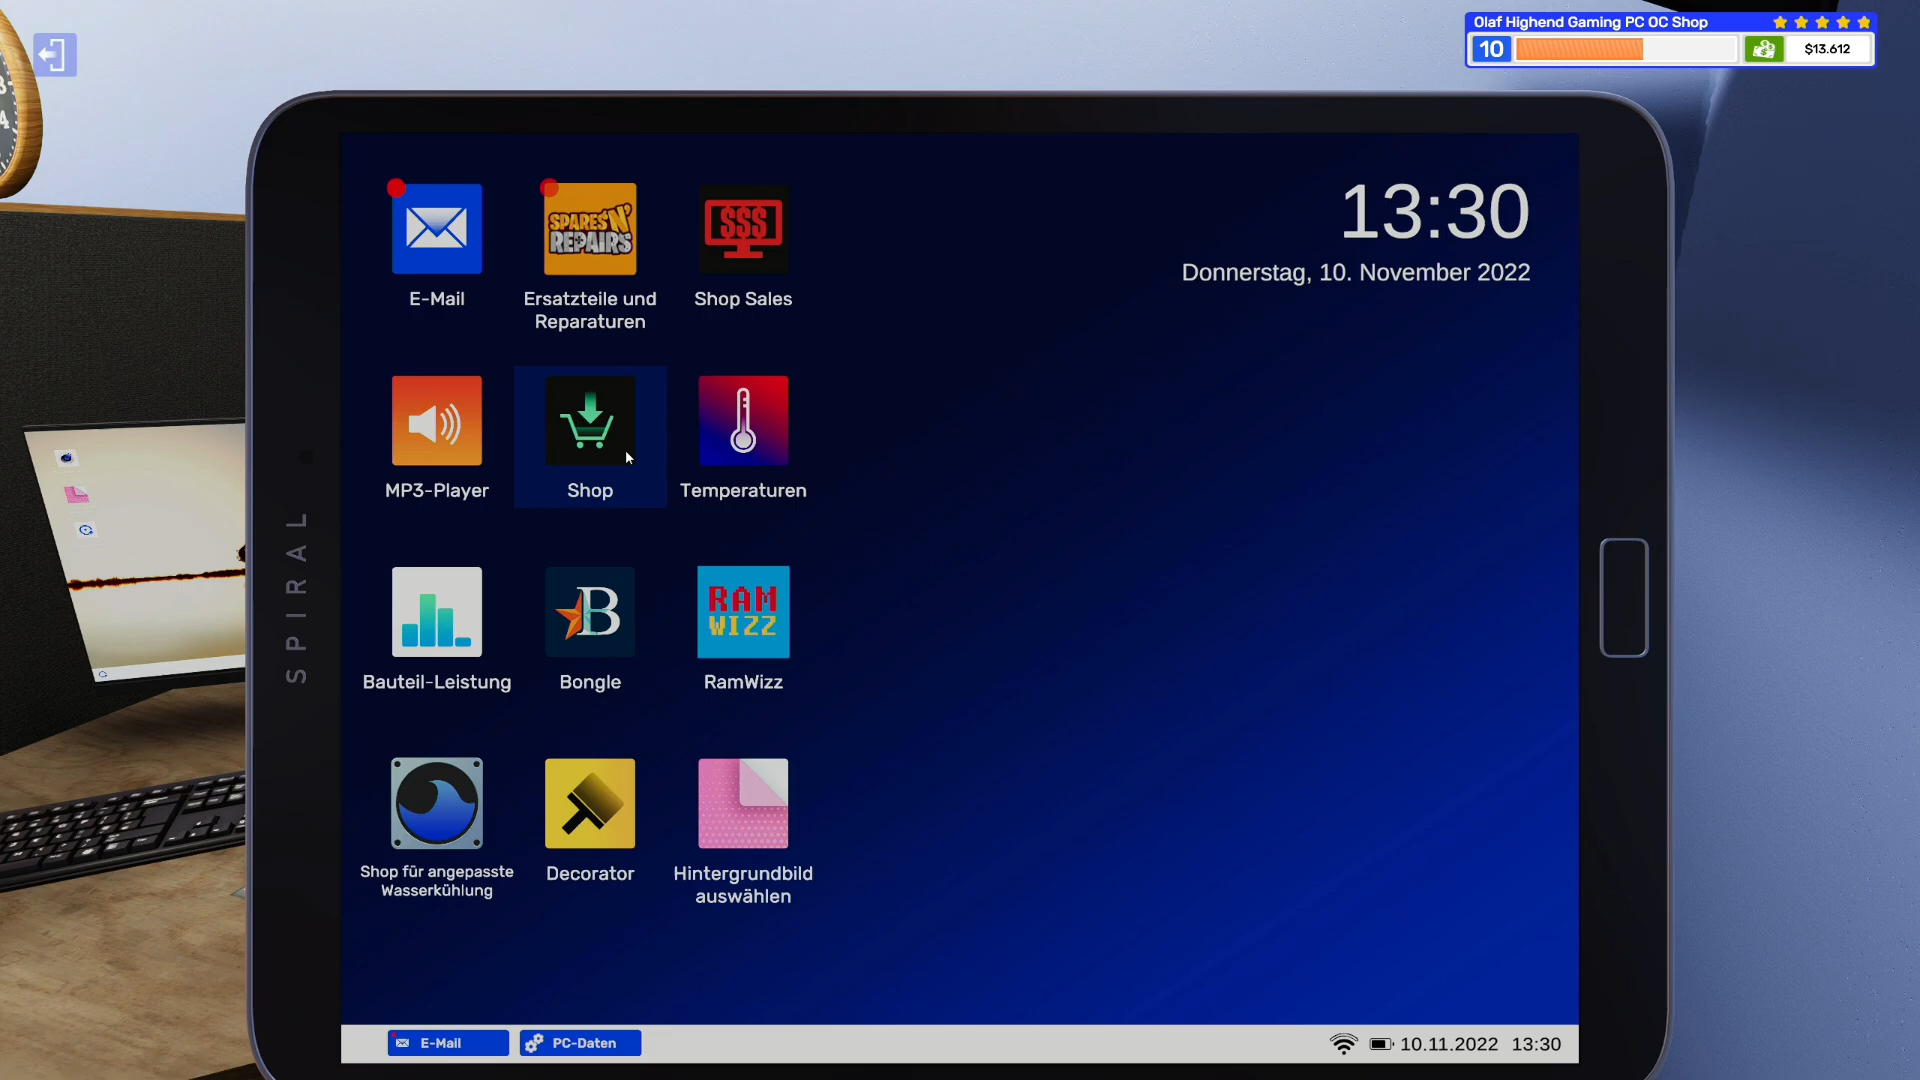 Olaf Highend Gaming PC OC Shop
10
$13.612
13:30
Donnerstag, 10. November 2022
SPARES'N'
REPAIRS
$$$
E-Mail
Ersatzteile und
Reparaturen
Shop Sales
MP3-Player
Shop
Temperaturen
B
RAM
WIZZ
Bauteil-Leistung
Bongle
RamWizz
Shop für angepasste
Wasserkühlung
Decorator
Hintergrundbild
auswählen
SPIRAL
E-Mail
PC-Daten
10.11.2022
13:30